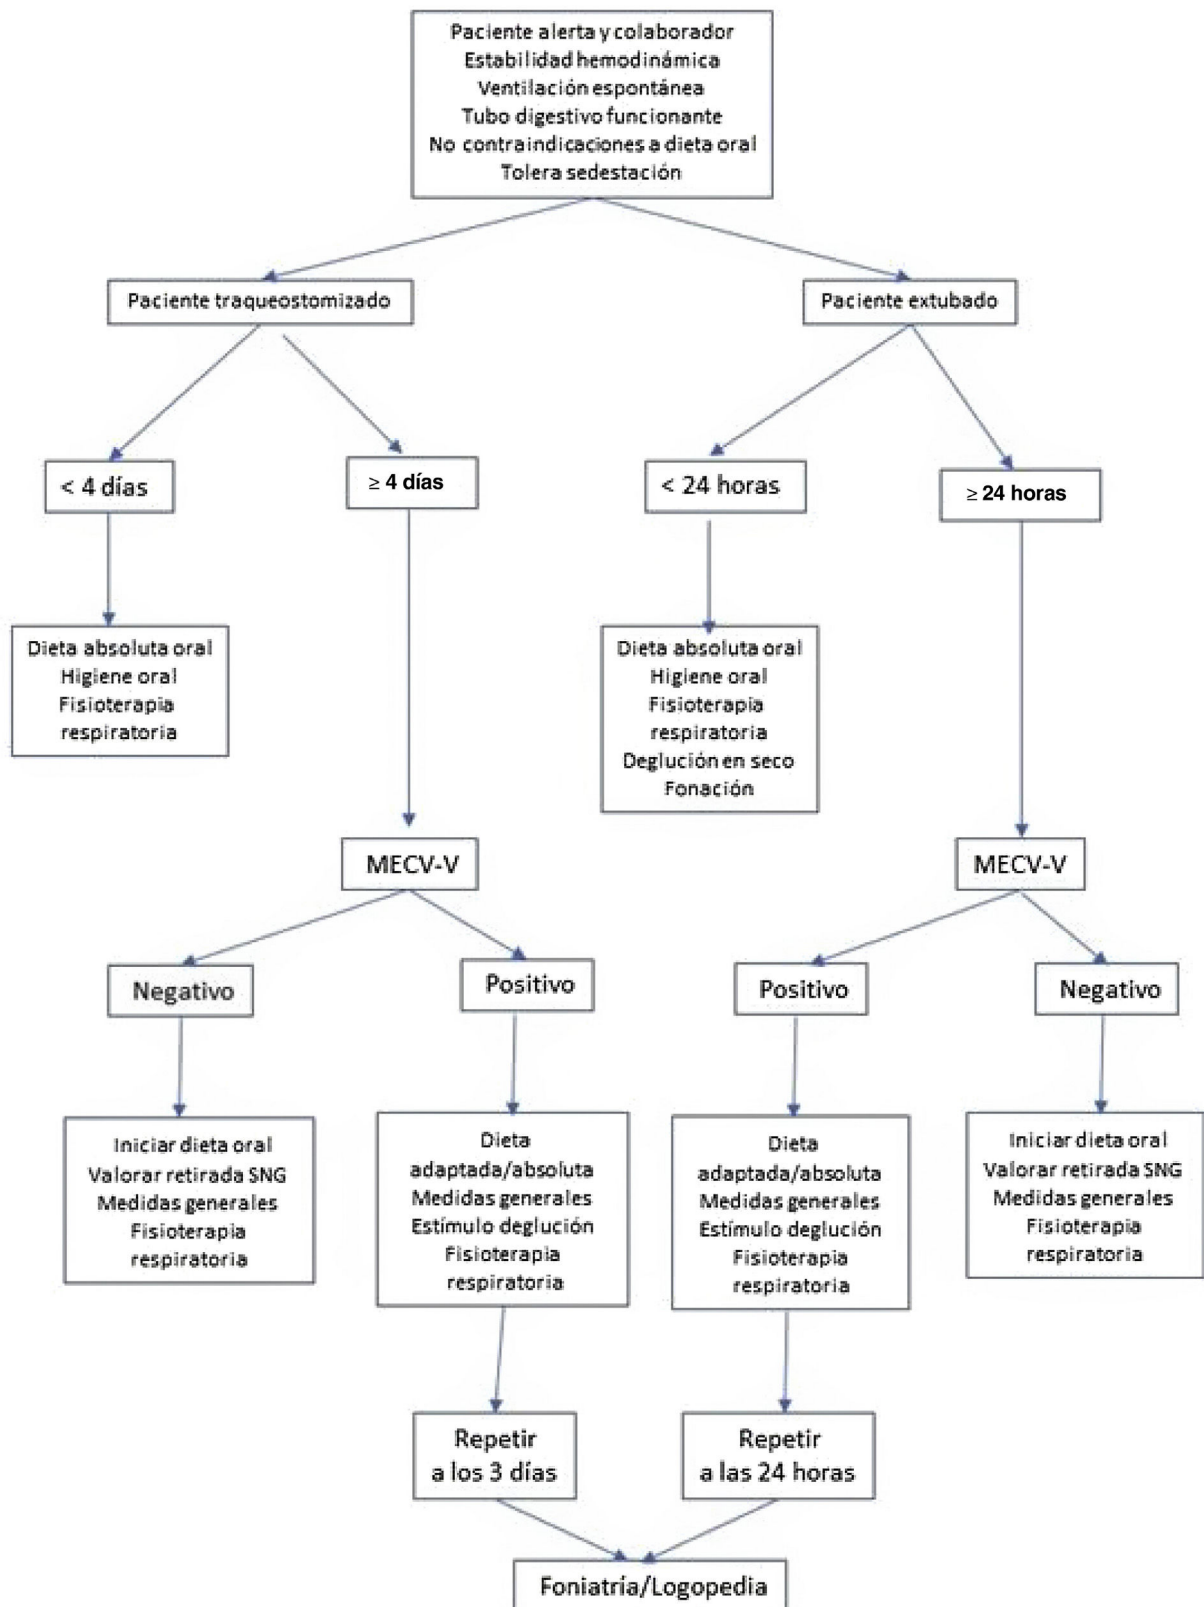 Paciente alerta y colaborador
Estabilidad hemodinámica
Ventilación espontánea
Tubo digestivo funcionante
No contraindicaciones a dieta oral
Tolera sedestación
Paciente traqueostomizado
Paciente extubado
< 4 días
≥ 4 días
< 24 horas
≥ 24 horas
Dieta absoluta oral
Higiene oral
Fisioterapia
respiratoria
Dieta absoluta oral
Higiene oral
Fisioterapia
respiratoria
Deglución en seco
Fonación
MECV-V
MECV-V
Negativo
Positivo
Positivo
Negativo
Iniciar dieta oral
Valorar retirada SNG
Medidas generales
Fisioterapia
respiratoria
Dieta
adaptada/absoluta
Medidas generales
Estímulo deglución
Fisioterapia
respiratoria
Dieta
adaptada/absoluta
Medidas generales
Estímulo deglución
Fisioterapia
respiratoria
Iniciar dieta oral
Valorar retirada SNG
Medidas generales
Fisioterapia
respiratoria
Repetir
a los 3 días
Repetir
a las 24 horas
Foniatría/Logopedia